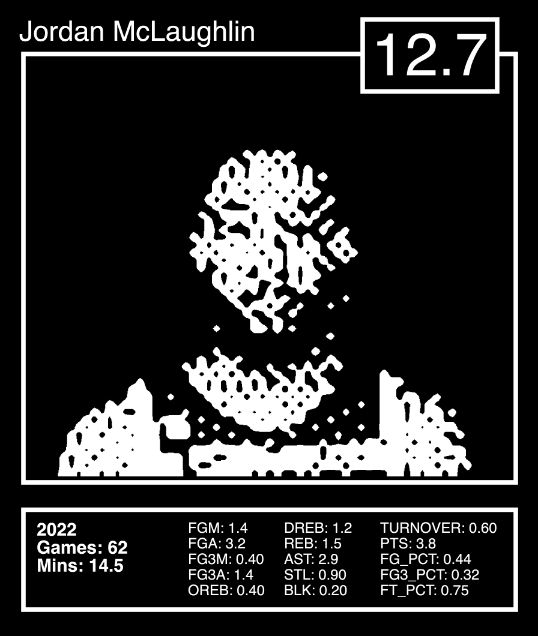 Jordan McLaughlin
12.7
2022
Games: 62
Mins: 14.5
FGM: 1.4
FGA: 3.2
FG3M: 0.40
FG3A: 1.4
OREB: 0.40
DREB: 1.2
REB: 1.5
AST: 2.9
STL: 0.90
BLK: 0.20
TURNOVER: 0.60
PTS: 3.8
FG_PCT: 0.44
FG3_PCT: 0.32
FT_PCT: 0.75